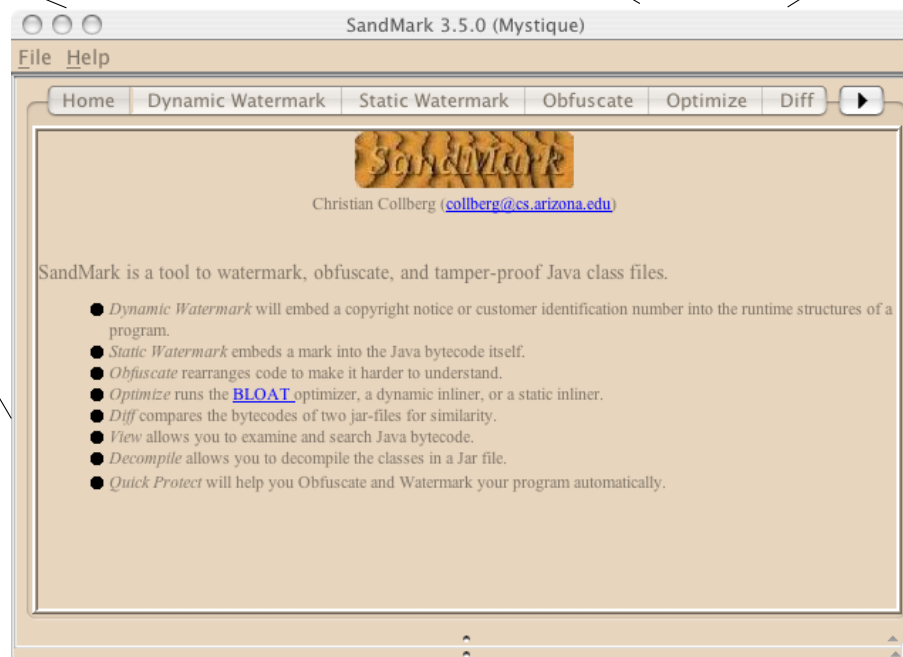 SandMark 3.5.0 (Mystique)
File Help
Home Dynamic Watermark Static Watermark Obfuscate Optimize Diff
SandMark
Christian Collberg (collberg@cs.arizona.edu)
SandMark is a tool to watermark, obfuscate, and tamper-proof Java class files.
Dynamic Watermark will embed a copyright notice or customer identification number into the runtime structures of a
program.
Static Watermark embeds a mark into the Java bytecode itself.
Obfuscate rearranges code to make it harder to understand.
Optimize runs the BLOAT optimizer, a dynamic inliner, or a static inliner.
Diff compares the bytecodes of two jar-files for similarity.
View allows you to examine and search Java bytecode.
Decompile allows you to decompile the classes in a Jar file.
Quick Protect will help you Obfuscate and Watermark your program automatically.